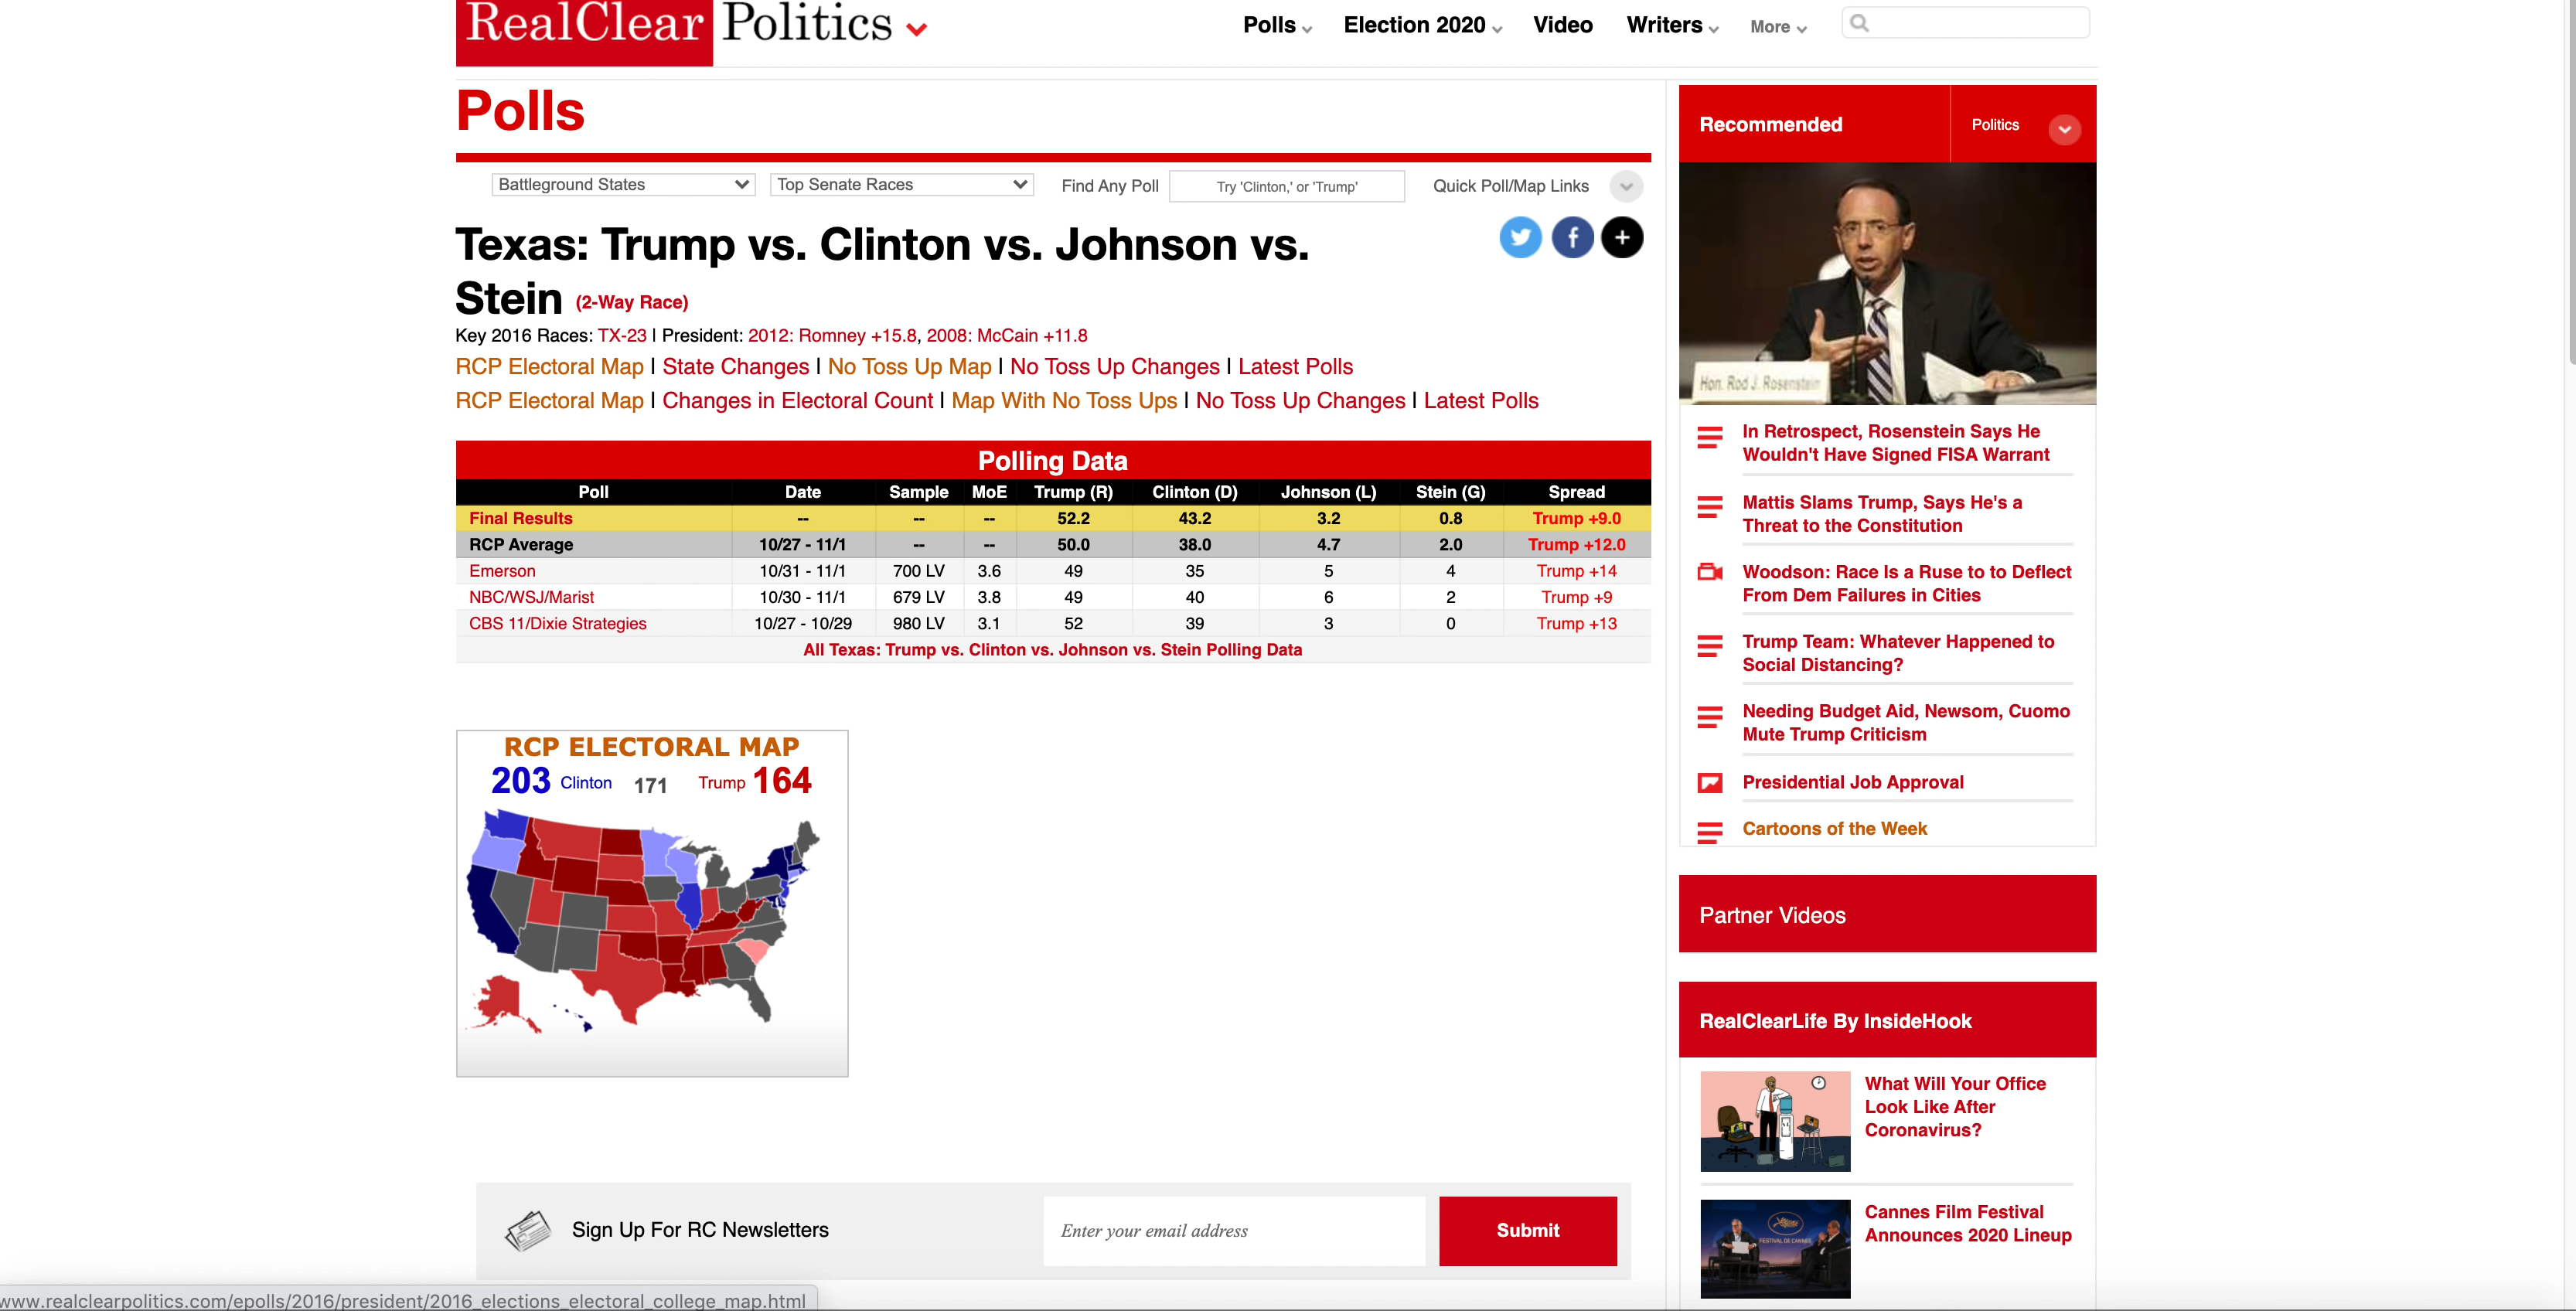 RealClear Politics
Polls Election 2020 Video Writers More
Polls
Battleground States Top Senate Races Find Any Poll Try 'Clinton,' or 'Trump' Quick Poll/Map Links
Texas: Trump vs. Clinton vs. Johnson vs.
Stein (2-Way Race)
Key 2016 Races: TX-23 | President: 2012: Romney +15.8, 2008: McCain +11.8
RCP Electoral Map | State Changes | No Toss Up Map | No Toss Up Changes | Latest Polls
RCP Electoral Map | Changes in Electoral Count | Map With No Toss Ups | No Toss Up Changes | Latest Polls
Polling Data
Poll Date Sample MoE Trump (R) Clinton (D) Johnson (L) Stein (G) Spread
Final Results -- -- -- 52.2 43.2 3.2 0.8 Trump +9.0
RCP Average 10/27 - 11/1 -- -- 50.0 38.0 4.7 2.0 Trump +12.0
Emerson 10/31 - 11/1 700 LV 3.6 49 35 5 4 Trump +14
NBC/WSJ/Marist 10/30 - 11/1 679 LV 3.8 49 40 6 2 Trump +9
CBS 11/Dixie Strategies 10/27 - 10/29 980 LV 3.1 52 39 3 0 Trump +13
All Texas: Trump vs. Clinton vs. Johnson vs. Stein Polling Data
RCP ELECTORAL MAP
203 Clinton 171 Trump 164
Sign Up For RC Newsletters Enter your email address Submit
www.realclearpolitics.com/epolls/2016/president/2016_elections_electoral_college_map.html
Recommended Politics
Hon. Rod J. Rosenstein
In Retrospect, Rosenstein Says He
Wouldn't Have Signed FISA Warrant
Mattis Slams Trump, Says He's a
Threat to the Constitution
Woodson: Race Is a Ruse to to Deflect
From Dem Failures in Cities
Trump Team: Whatever Happened to
Social Distancing?
Needing Budget Aid, Newsom, Cuomo
Mute Trump Criticism
Presidential Job Approval
Cartoons of the Week
Partner Videos
RealClearLife By InsideHook
What Will Your Office
Look Like After
Coronavirus?
FESTIVAL DE CANNES
Cannes Film Festival
Announces 2020 Lineup